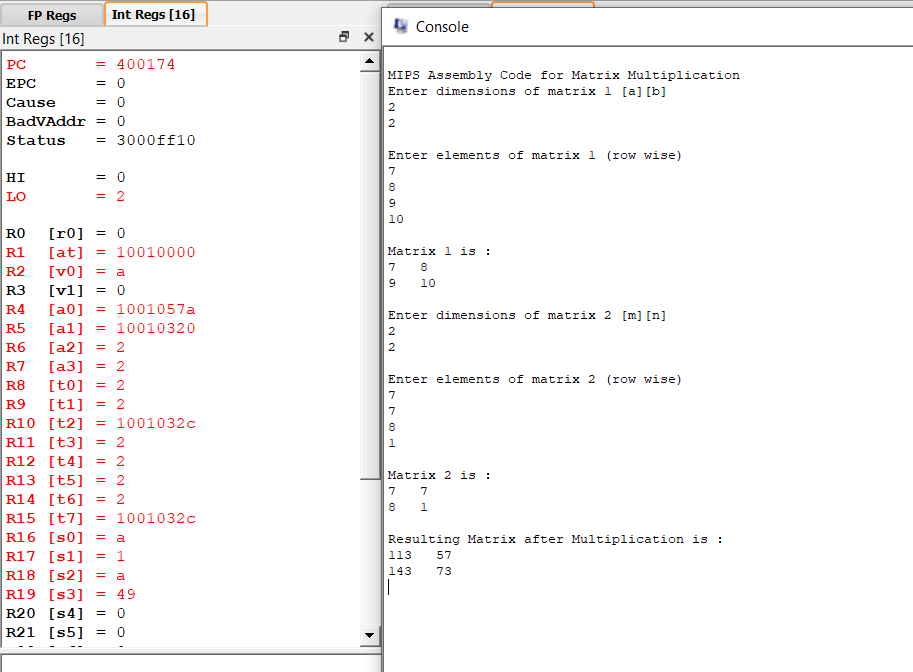 FP Regs
Int Regs [16]
Int Regs [16]
PC = 400174
EPC = 0
Cause = 0
BadVAddr = 0
Status = 3000ff10
HI = 0
LO = 2
R0 [r0] = 0
R1 [at] = 10010000
R2 [v0] = a
R3 [v1] = 0
R4 [a0] = 1001057a
R5 [a1] = 10010320
R6 [a2] = 2
R7 [a3] = 2
R8 [t0] = 2
R9 [t1] = 2
R10 [t2] = 1001032c
R11 [t3] = 2
R12 [t4] = 2
R13 [t5] = 2
R14 [t6] = 2
R15 [t7] = 1001032c
R16 [s0] = a
R17 [s1] = 1
R18 [s2] = a
R19 [s3] = 49
R20 [s4] = 0
R21 [s5] = 0
Console
MIPS Assembly Code for Matrix Multiplication
Enter dimensions of matrix 1 [a][b]
2
2
Enter elements of matrix 1 (row wise)
7
8
9
10
Matrix 1 is :
7 8
9 10
Enter dimensions of matrix 2 [m][n]
2
2
Enter elements of matrix 2 (row wise)
7
7
8
1
Matrix 2 is :
7 7
8 1
Resulting Matrix after Multiplication is :
113 57
143 73